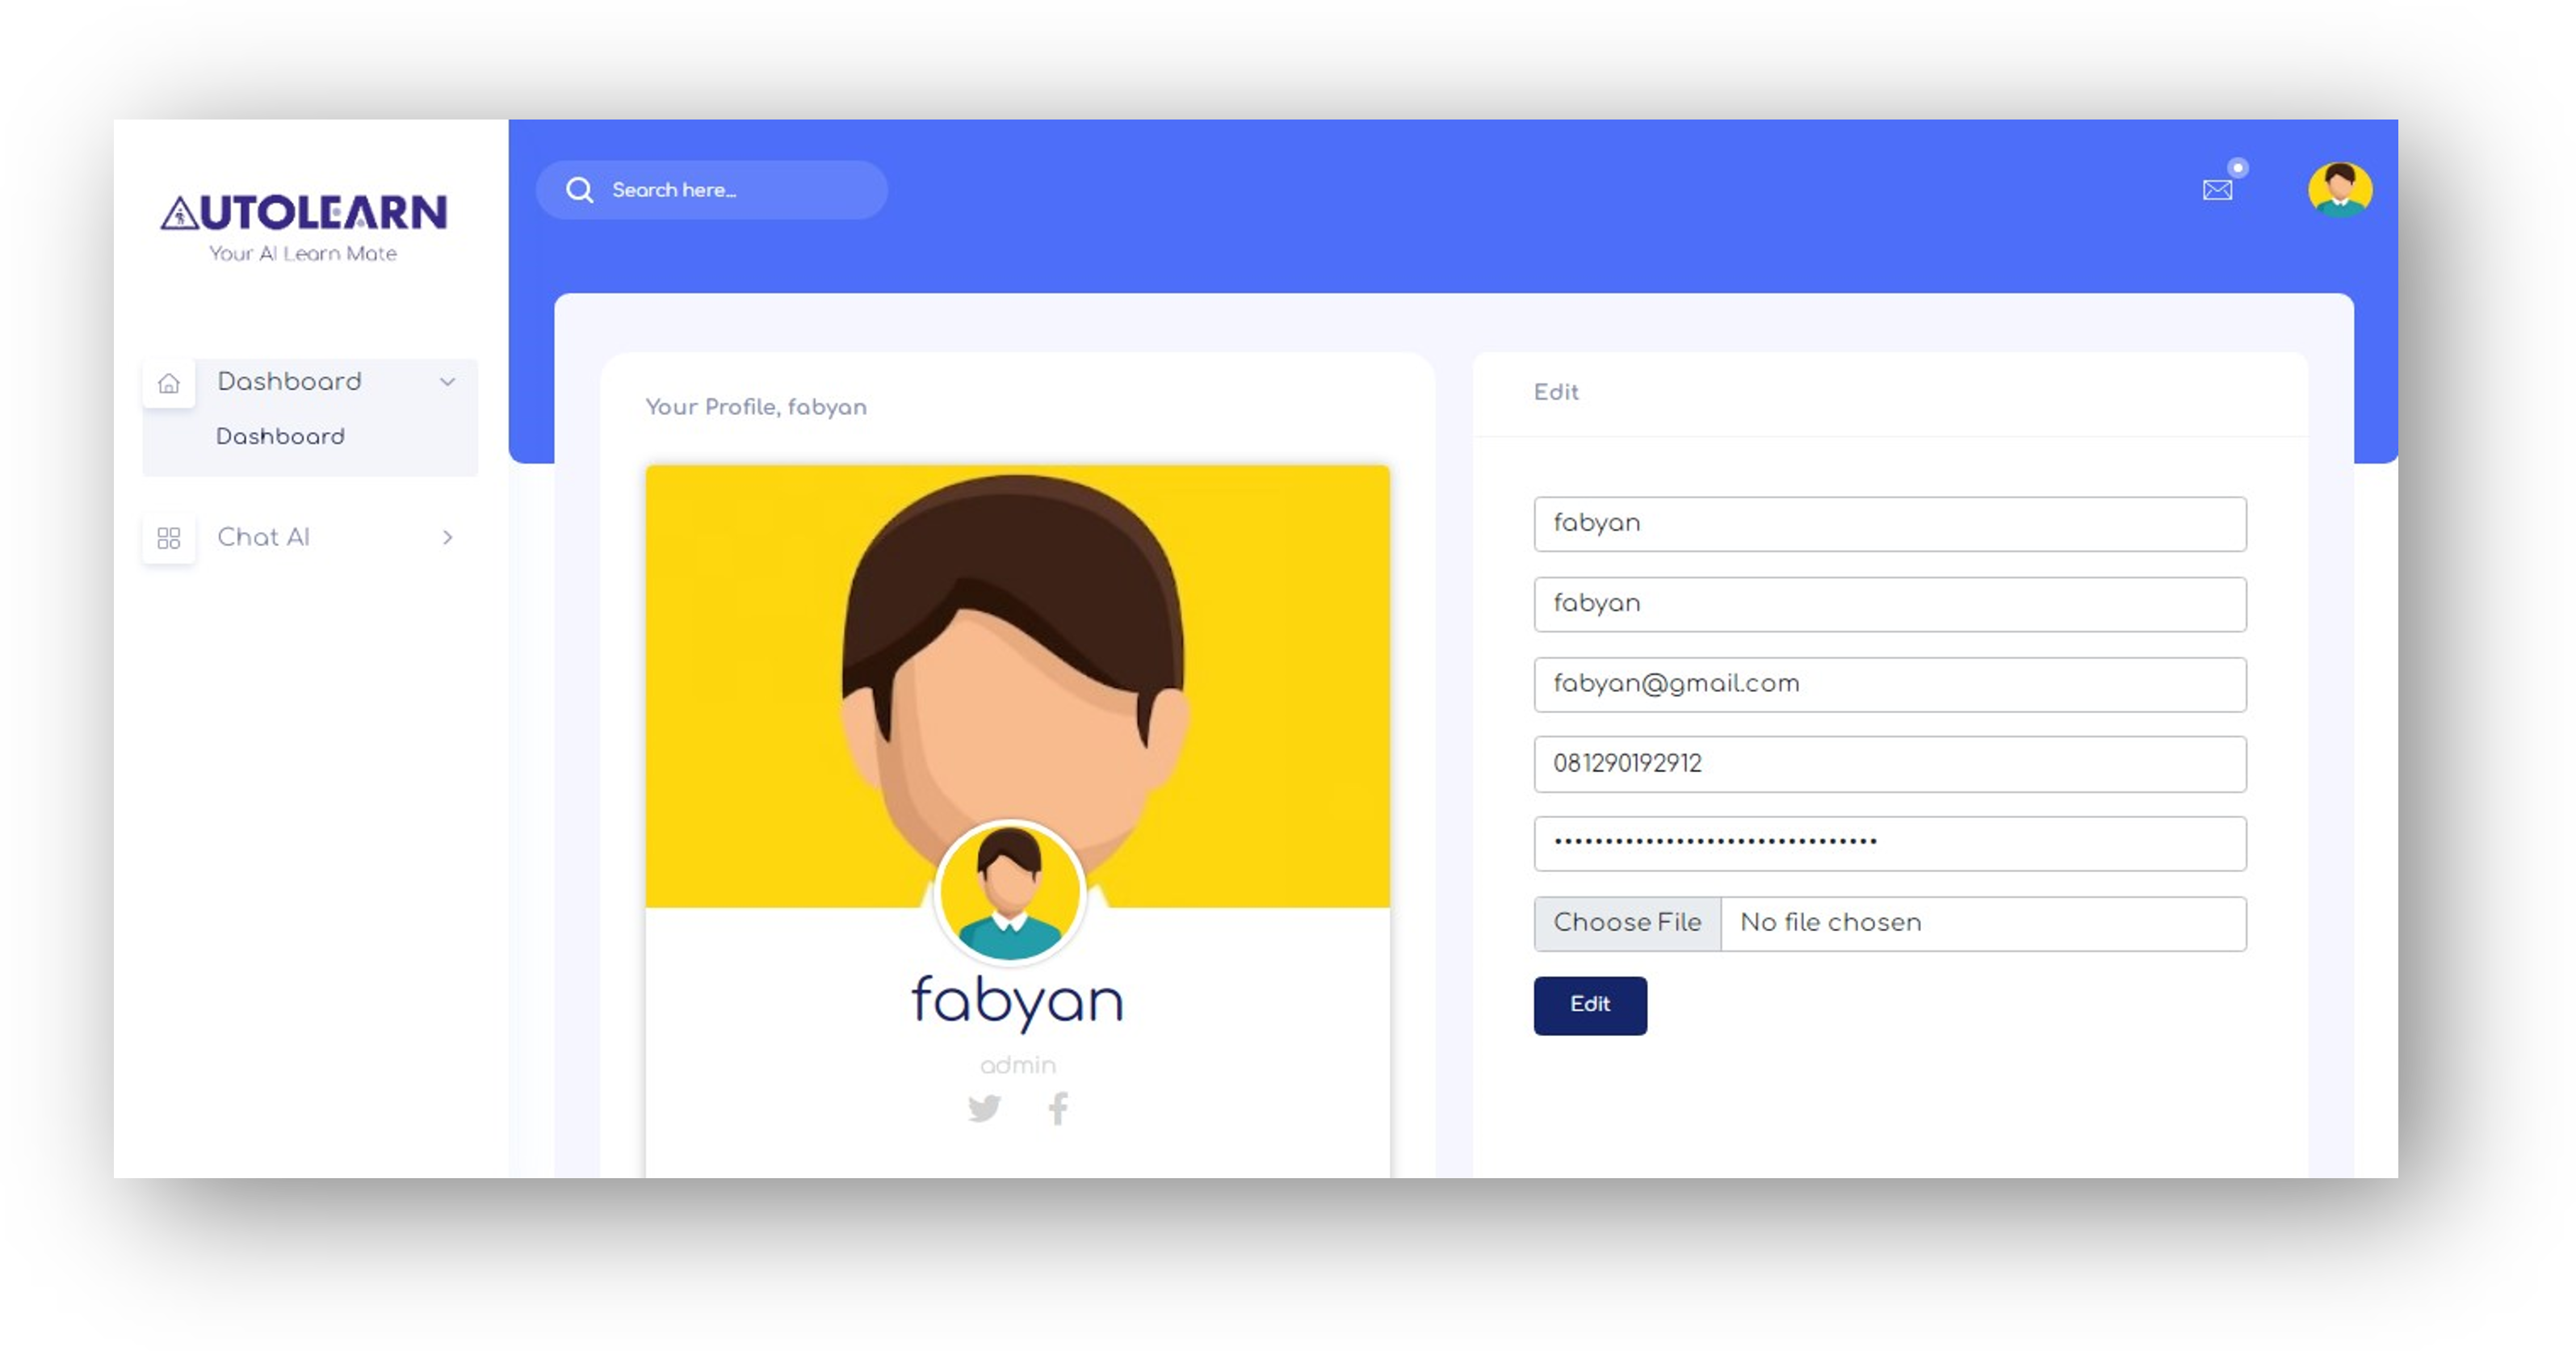 AUTOLEARN
Your AI Learn Mate
Dashboard
Dashboard
Chat AI
Search here...
Your Profile, fabyan
fabyan
admin
Edit
fabyan
fabyan
fabyan@gmail.com
081290192912
••••••••••••••••••••••••••••••••
Choose File No file chosen
Edit